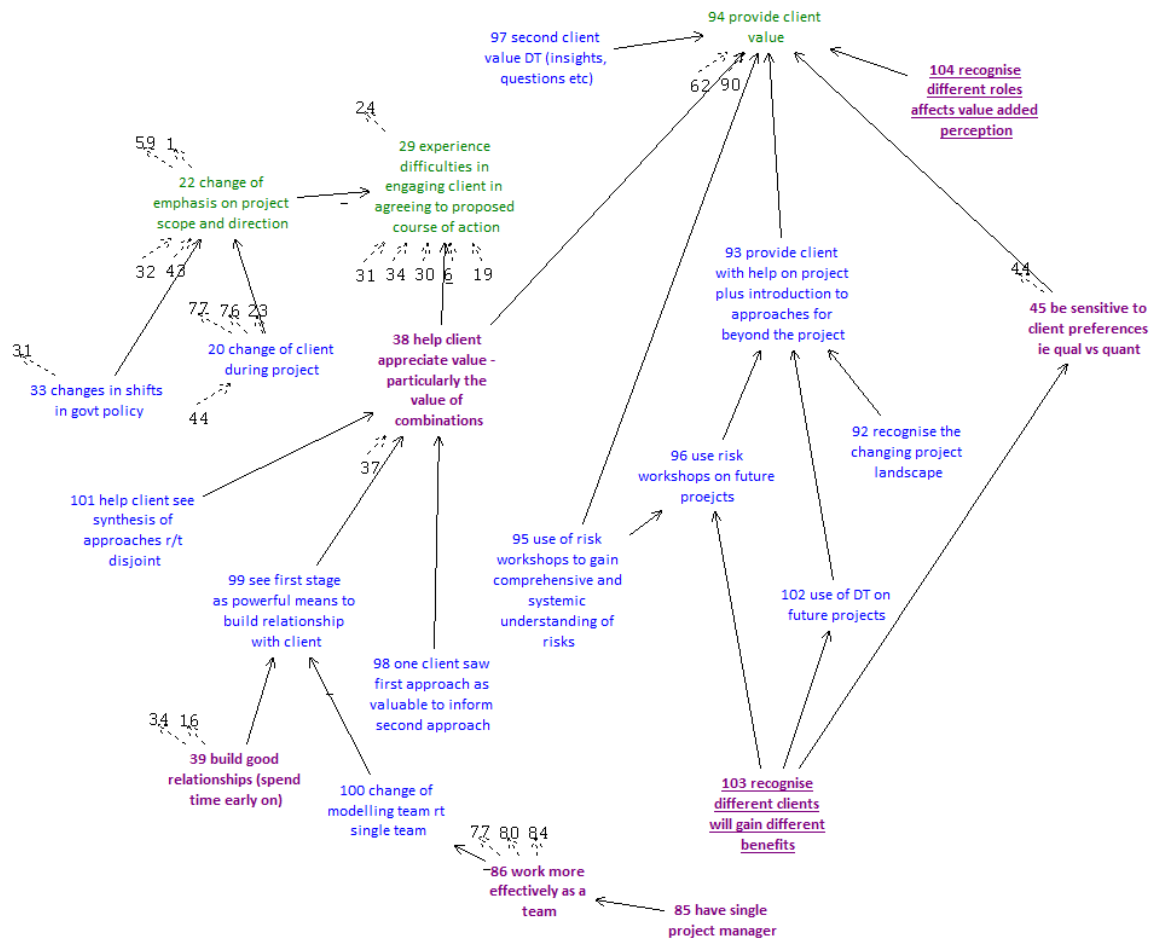 94 provide client
value
97 second client
value DT (insights,
questions etc)
62 90
104 recognise
different roles
affects value added
perception
24
29 experience
difficulties in
engaging client in
agreeing to proposed
course of action
59 1
22 change of
emphasis on project
scope and direction
32 43
31 34 30 6 19
93 provide client
with help on project
plus introduction to
approaches for
beyond the project
44
45 be sensitive to
client preferences
ie qual vs quant
77 76 23
20 change of client
during project
44
31
33 changes in shifts
in govt policy
38 help client
appreciate value -
particularly the
value of
combinations
37
92 recognise the
changing project
landscape
96 use risk
workshops on future
proejcts
101 help client see
synthesis of
approaches r/t
disjoint
95 use of risk
workshops to gain
comprehensive and
systemic
understanding of
risks
99 see first stage
as powerful means to
build relationship
with client
102 use of DT on
future projects
98 one client saw
first approach as
valuable to inform
second approach
34 16
39 build good
relationships (spend
time early on)
100 change of
modelling team rt
single team
103 recognise
different clients
will gain different
benefits
77 80 84
86 work more
effectively as a
team
85 have single
project manager